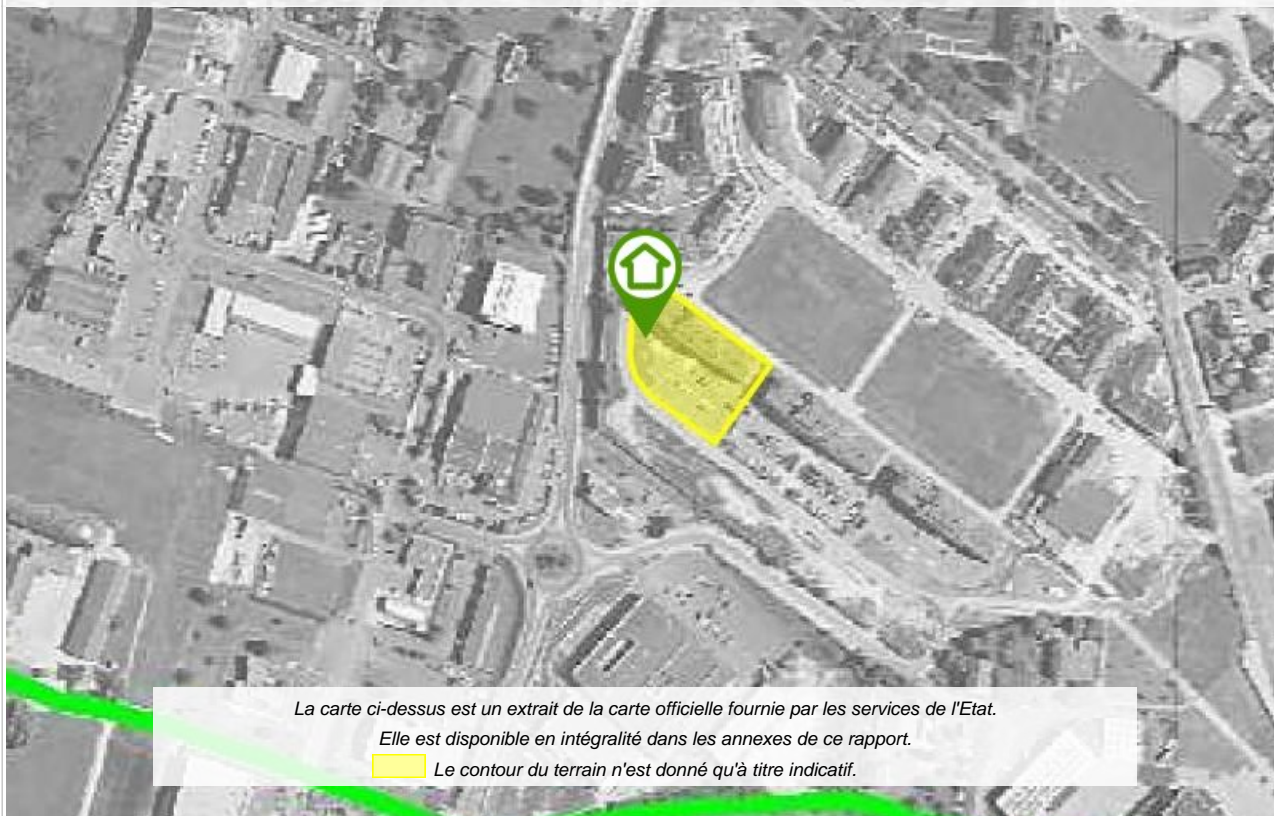 La carte ci-dessus est un extrait de la carte officielle fournie par les services de l'Etat.
Elle est disponible en intégralité dans les annexes de ce rapport.
Le contour du terrain n'est donné qu'à titre indicatif.